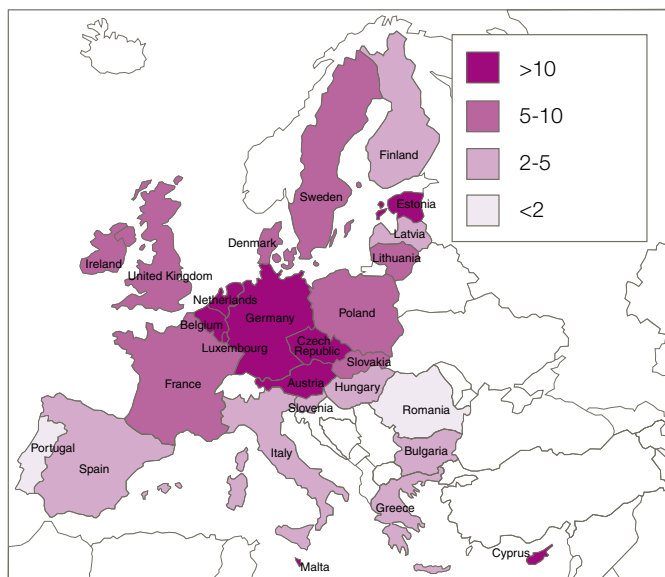 >10
5-10
2-5
<2
Finland
Sweden
Estonia
Latvia
Lithuania
Denmark
Ireland
United Kingdom
Netherlands
Belgium
Germany
Poland
Luxembourg
Czech
Republic
Slovakia
France
Austria
Hungary
Slovenia
Romania
Portugal
Spain
Italy
Bulgaria
Greece
Cyprus
Malta